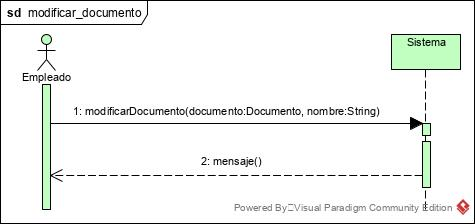 sd modificar_documento
Empleado
Sistema
1: modificarDocumento(documento:Documento, nombre:String)
2: mensaje()
Powered By Visual Paradigm Community Edition